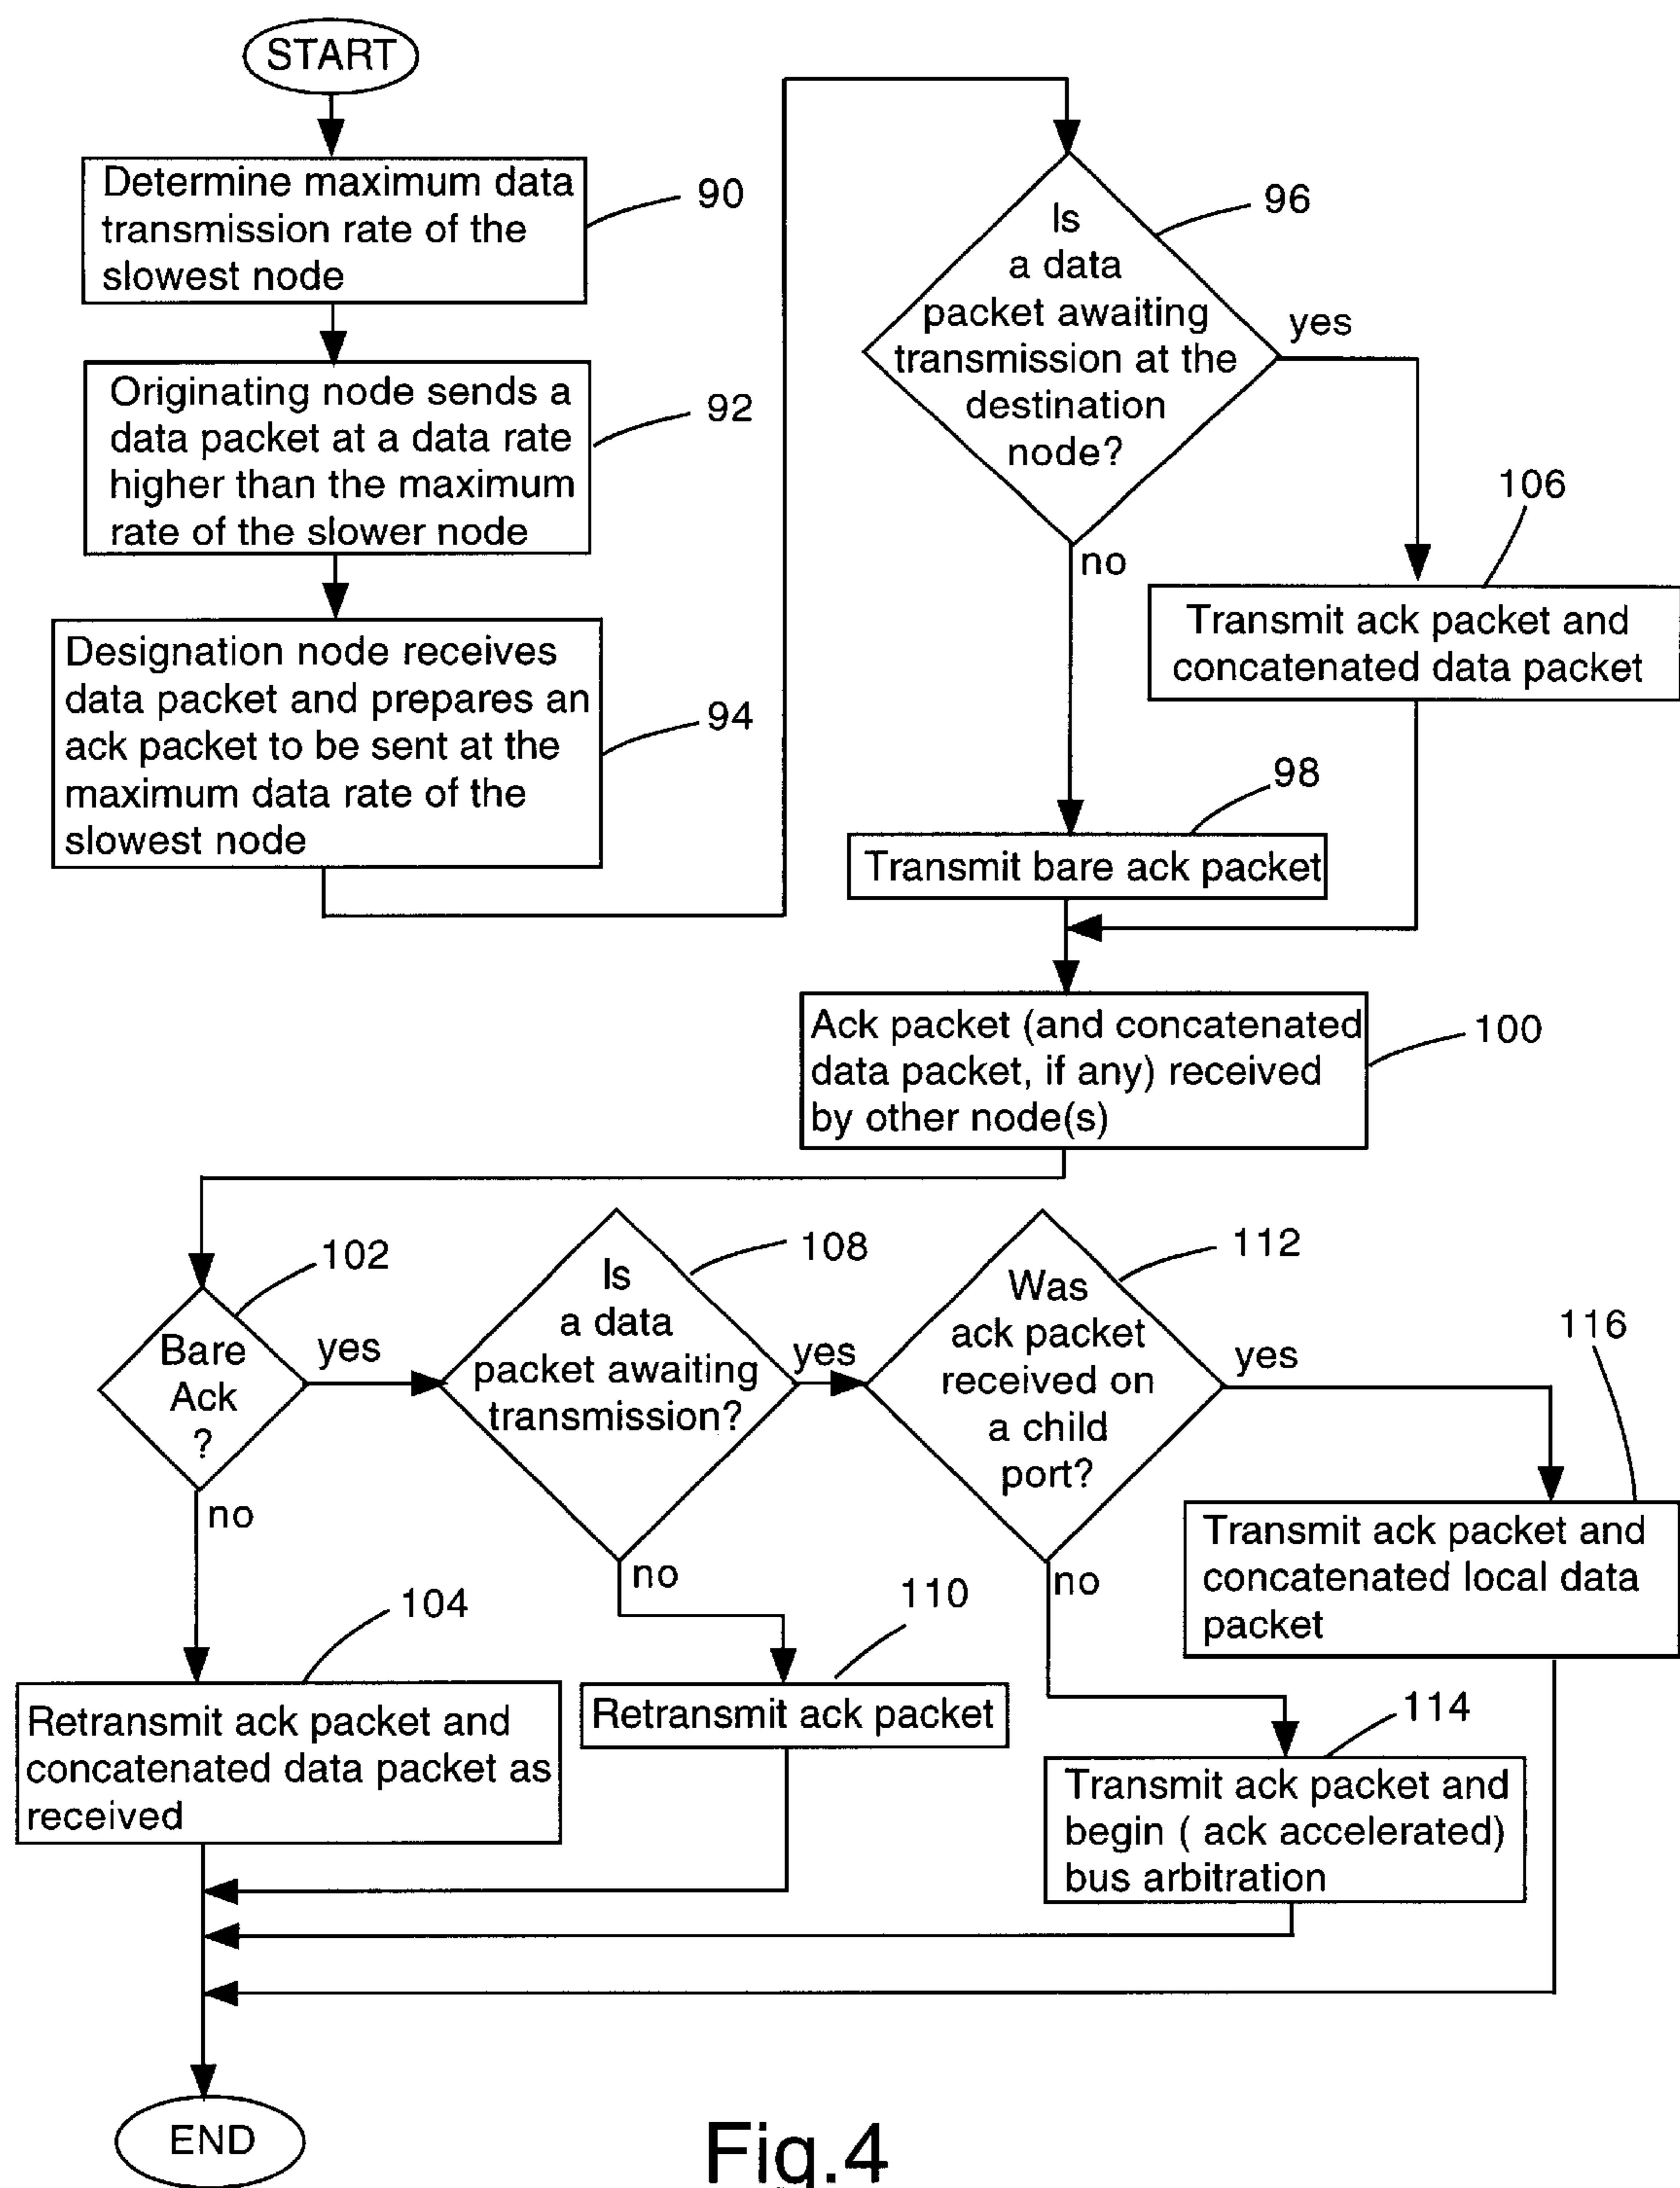 START
Determine maximum data
transmission rate of the
slowest node
90
Originating node sends a
data packet at a data rate
higher than the maximum
rate of the slower node
92
Designation node receives
data packet and prepares an
ack packet to be sent at the
maximum data rate of the
slowest node
94
Is
a data
packet awaiting
transmission at the
destination
node?
96
yes
no
106
Transmit ack packet and
concatenated data packet
98
Transmit bare ack packet
Ack packet (and concatenated
data packet, if any) received
by other node(s)
100
Bare
Ack
?
102
yes
no
Is
a data
packet awaiting
transmission?
108
yes
no
Was
ack packet
received on
a child
port?
112
yes
no
116
Transmit ack packet and
concatenated local data
packet
104
Retransmit ack packet and
concatenated data packet as
received
110
Retransmit ack packet
114
Transmit ack packet and
begin ( ack accelerated)
bus arbitration
END
Fig.4